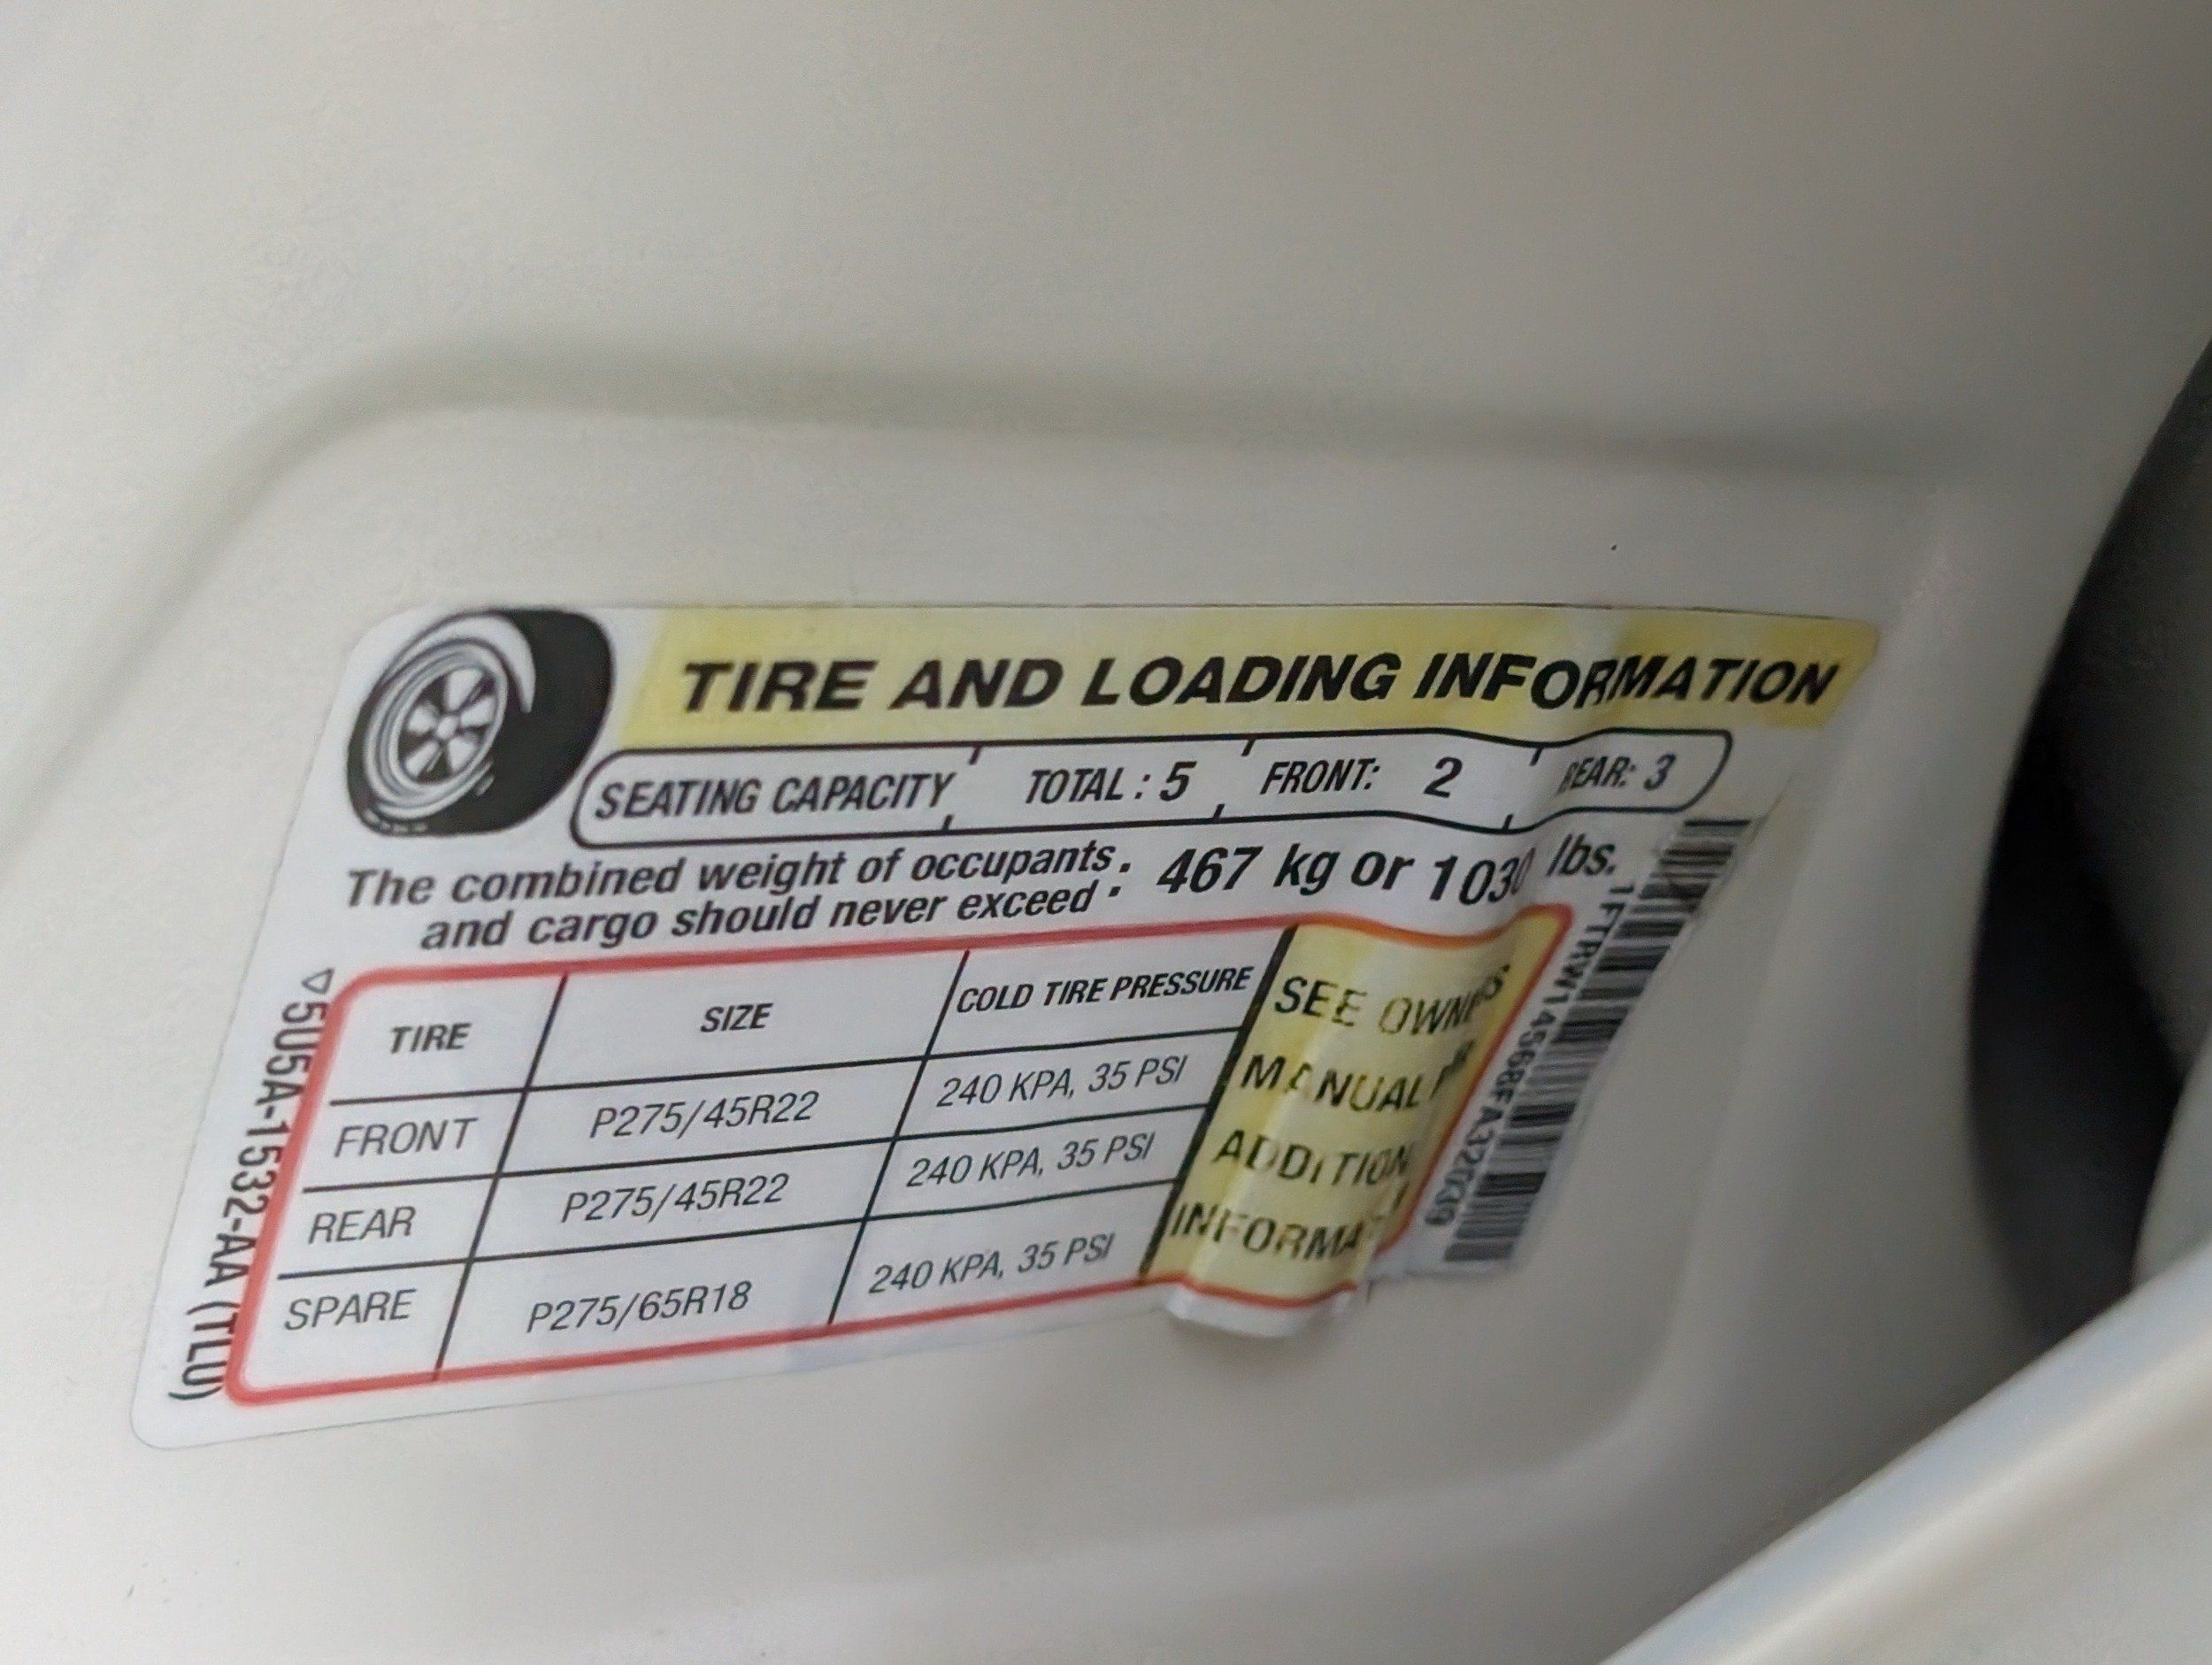 TIRE AND LOADING INFORMATION
SEATING CAPACITY TOTAL : 5 FRONT: 2 REAR: 3
The combined weight of occupants and cargo should never exceed : 467 kg or 1030 lbs.
TIRE SIZE COLD TIRE PRESSURE
FRONT P275/45R22 240 KPA, 35 PSI
REAR P275/45R22 240 KPA, 35 PSI
SPARE P275/65R18 240 KPA, 35 PSI
SEE
MANUAL
5U5A-1532-AA (TLU)